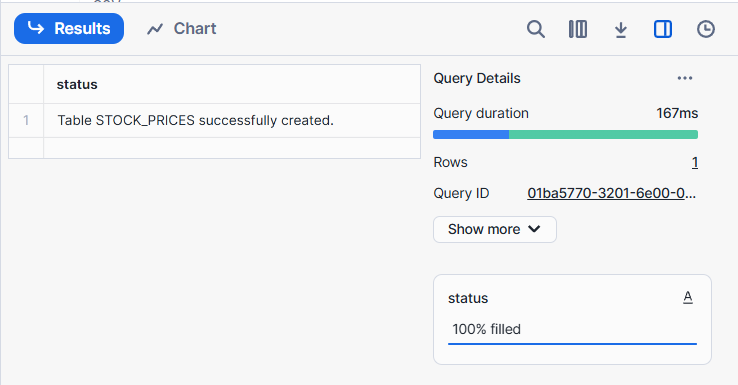 Results
Chart
status
1
Table STOCK_PRICES successfully created.
Query Details
Query duration
167ms
Rows
1
Query ID
01ba5770-3201-6e00-0...
Show more
status
A
100% filled